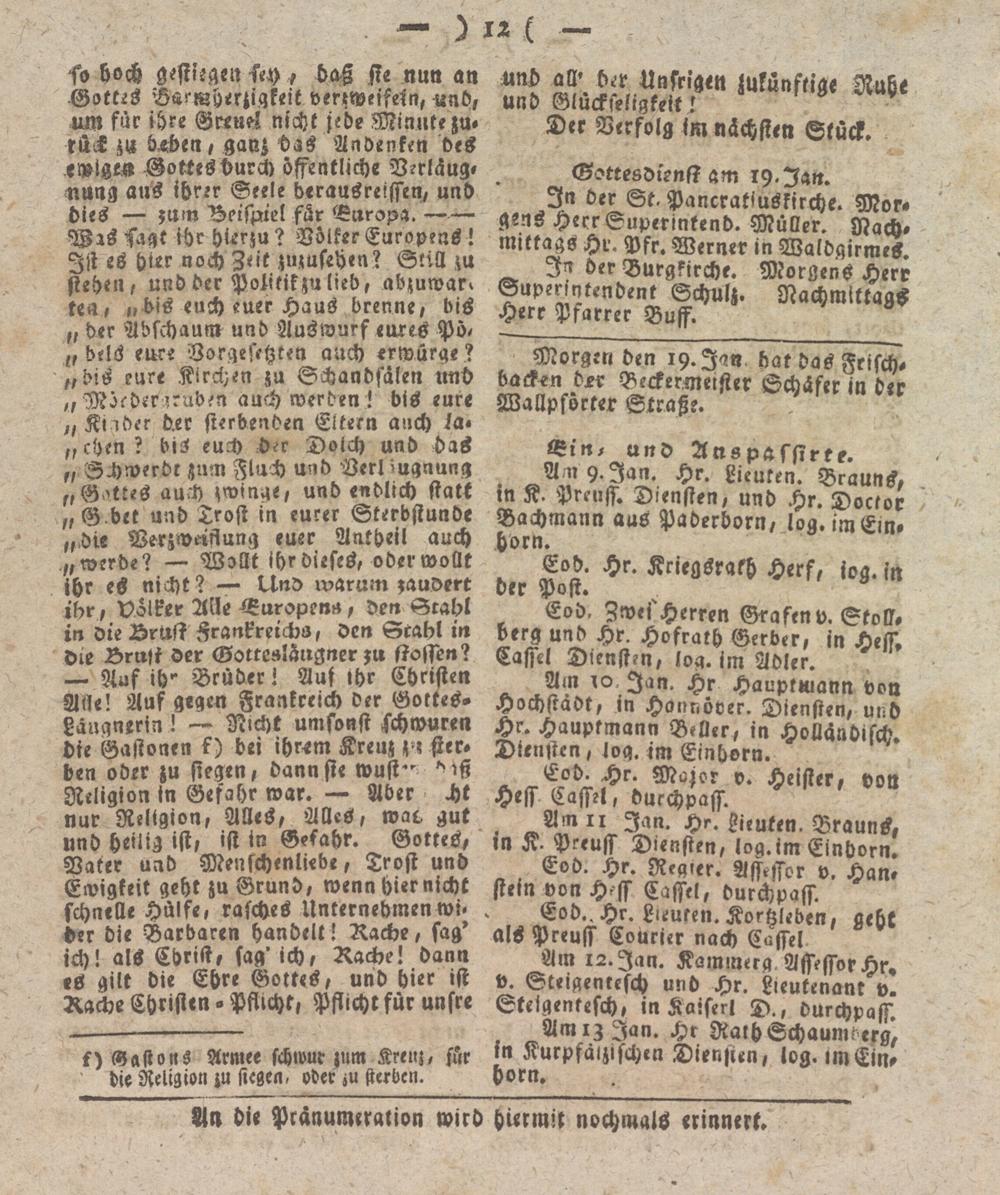 — ) 12 ( —
so hoch gestiegen sey, daß sie nun an
Gottes Barmherzigkeit verzweifeln, und,
um für ihre Greuel nicht jede Minute zu-
rück zu beben, ganz das Andenken des
ewigen Gottes durch öffentliche Verläug-
nung aus ihrer Seele herausreissen, und
dies — zum Beispiel für Europa. — —
Was sagt ihr hierzu? Völker Europens!
Ist es hier noch Zeit zuzusehen? Still zu
stehen, und der Politik zu lieb, abzuwar-
ten, „bis euch euer Haus brenne, bis
„der Abschaum und Auswurf eures Pö-
„bels eure Vorgesetzten auch erwürge?
„bis eure Kirchen zu Schandsälen und
„Mördergruben auch werden! bis eure
„Kinder der sterbenden Eltern auch la-
„chen? bis euch der Dolch und das
„Schwerdt zum Fluch und Verläugnung
„Gottes auch zwinge, und endlich statt
„Gebet und Trost in eurer Sterbstunde
„die Verzweiflung euer Antheil auch
„werde? — Wollt ihr dieses, oder wollt
ihr es nicht? — Und warum zaudert
ihr, Völker Alle Europens, den Stahl
in die Brust Frankreichs, den Stahl in
die Brust der Gottesläugner zu stossen?
— Auf ihr Brüder! Auf ihr Christen
Alle! Auf gegen Frankreich der Gottes-
Läugnerin! — Nicht umsonst schwuren
die Gastonen k) bei ihrem Kreuz zu ster-
ben oder zu siegen, dann sie wusten daß
Religion in Gefahr war. — Aber
nur Religion, Alles, Alles, was gut
und heilig ist, ist in Gefahr. Gottes,
Vater und Menschenliebe, Trost und
Ewigkeit geht zu Grund, wenn hier nicht
schnelle Hülfe, rasches Unternehmen wi-
der die Barbaren handelt! Rache, sag'
ich! als Christ, sag' ich, Rache! dann
es gilt die Ehre Gottes, und hier ist
Rache Christen-Pflicht, Pflicht für unsre
k) Gastons Armee schwur zum Kreuz, für
die Religion zu siegen, oder zu sterben.
und all' der Unsrigen zukünftige Ruhe
und Glückseligkeit!
Der Verfolg im nächsten Stück.
Gottesdienst am 19. Jan.
In der St. Pancratiuskirche. Mor-
gens Herr Superintend. Müller. Nach-
mittags Hr. Pfr. Werner in Waldgirmes.
In der Burgkirche. Morgens Herr
Superintendent Schulz. Nachmittags
Herr Pfarrer Buff.
Morgen den 19. Jan hat das Frisch-
backen der Beckermeister Schäfer in der
Wallpförter Straße.
Ein- und Auspassirte.
Am 9. Jan. Hr. Lieuten. Brauns,
in K. Preuss. Diensten, und Hr. Doctor
Bachmann aus Paderborn, log. im Ein-
horn.
Eod. Hr. Kriegsrath Herf, log. in
der Post.
Eod. Zwei Herren Grafen v. Stoll-
berg und Hr. Hofrath Gerber, in Hess.
Cassel Diensten, log. im Adler.
Am 10. Jan. Hr Hauptmann von
Hochstädt, in Hannöver. Diensten, und
Hr. Hauptmann Beller, in Holländisch.
Diensten, log. im Einhorn.
Eod. Hr. Major v. Heister, von
Hess Cassel, durchpass.
Am 11 Jan. Hr. Lieuten. Brauns,
in K. Preuss Diensten, log. im Einhorn.
Eod. Hr. Regier. Assessor v. Han-
stein von Hess Cassel, durchpass.
Eod. Hr. Lieuten. Kortzleben, geht
als Preuss Courier nach Cassel
Am 12. Jan. Kammerg. Assessor Hr.
v. Steigentesch und Hr. Lieutenant v.
Steigentesch, in Kaiserl D., durchpass.
Am 13 Jan. Hr Rath Schaumberg,
in Kurpfälzischen Diensten, log. im Ein-
horn.
An die Pränumeration wird hiermit nochmals erinnert.